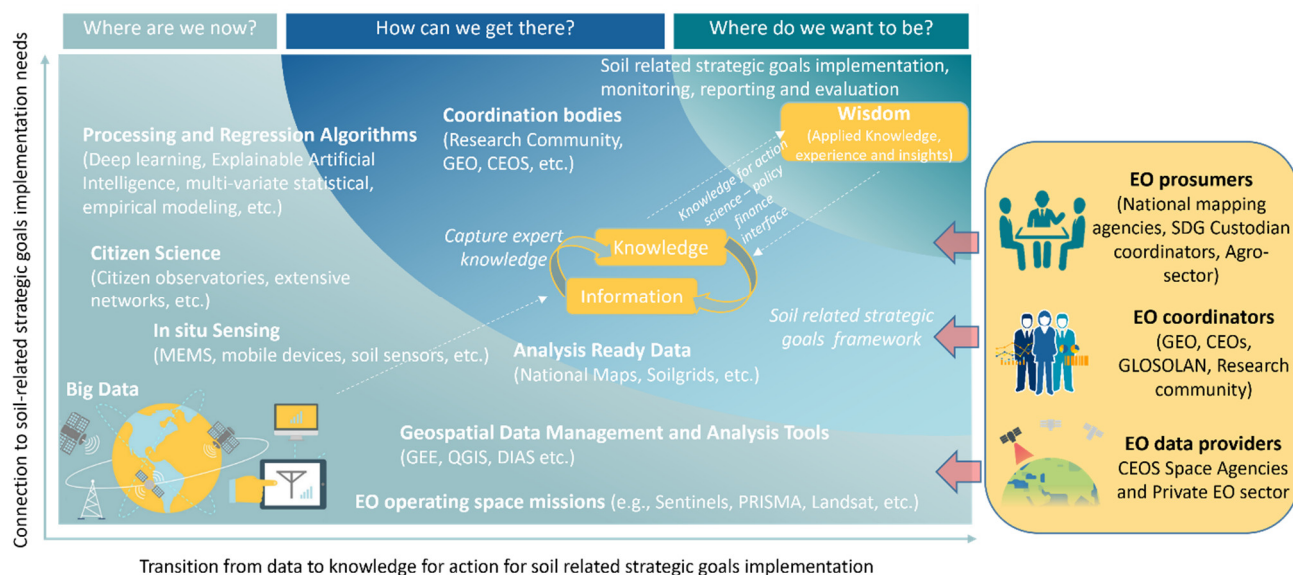 Where are we now?
How can we get there?
Where do we want to be?
Connection to soil-related strategic goals implementation needs
Soil related strategic goals implementation,
monitoring, reporting and evaluation
Wisdom
(Applied Knowledge,
experience and insights)
Coordination bodies
(Research Community,
GEO, CEOS, etc.)
Processing and Regression Algorithms
(Deep learning, Explainable Artificial
Intelligence, multi-variate statistical,
empirical modeling, etc.)
Knowledge for action
science – policy
finance
interface
Capture expert
knowledge
Knowledge
Information
Citizen Science
(Citizen observatories, extensive
networks, etc.)
In situ Sensing
(MEMS, mobile devices, soil sensors, etc.)
Soil related strategic
goals framework
Analysis Ready Data
(National Maps, Soilgrids, etc.)
Big Data
Geospatial Data Management and Analysis Tools
(GEE, QGIS, DIAS etc.)
EO operating space missions (e.g., Sentinels, PRISMA, Landsat, etc.)
EO prosumers
(National mapping
agencies, SDG Custodian
coordinators, Agro-
sector)
EO coordinators
(GEO, CEOs,
GLOSOLAN, Research
community)
EO data providers
CEOS Space Agencies
and Private EO sector
Transition from data to knowledge for action for soil related strategic goals implementation